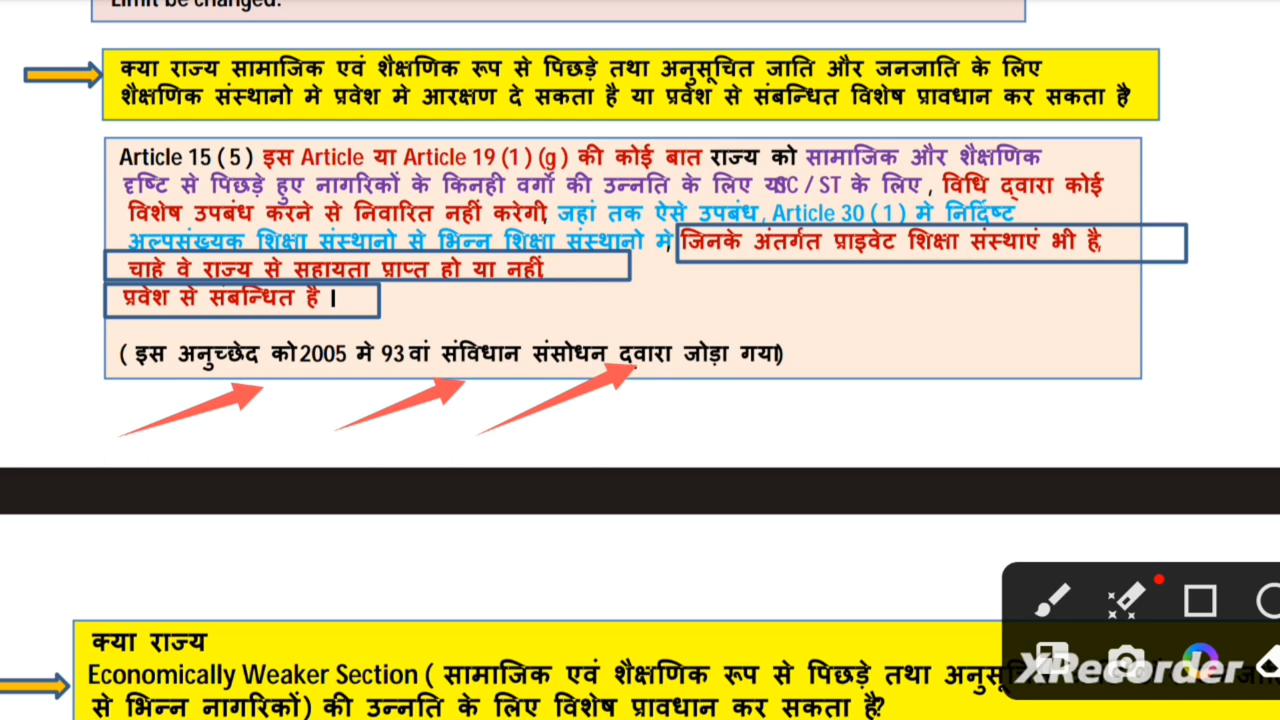 Limit be changed.
क्या राज्य सामाजिक एवं शैक्षणिक रूप से पिछड़े तथा अनुसूचित जाति और जनजाति के लिए
शैक्षणिक संस्थानो मे प्रवेश मे आरक्षण दे सकता है या प्रवेश से संबन्धित विशेष प्रावधान कर सकता है?
Article 15 ( 5 ) इस Article या Article 19 ( 1 ) (g ) की कोई बात राज्य को सामाजिक और शैक्षणिक
दृष्टि से पिछड़े हुए नागरिकों के किनही वर्गो की उन्नति के लिए या SC / ST के लिए , विधि द्वारा कोई
विशेष उपबंध करने से निवारित नहीं करेगी, जहां तक ऐसे उपबंध, Article 30 ( 1 ) मे निर्दिष्ट
अल्पसंख्यक शिक्षा संस्थानो से भिन्न शिक्षा संस्थानो मे, जिनके अंतर्गत प्राइवेट शिक्षा संस्थाएं भी है,
चाहे वे राज्य से सहायता प्राप्त हो या नहीं,
प्रवेश से संबन्धित है ।
( इस अनुच्छेद को 2005 मे 93 वां संविधान संसोधन द्वारा जोड़ा गया)
क्या राज्य
Economically Weaker Section ( सामाजिक एवं शैक्षणिक रूप से पिछड़े तथा
से भिन्न नागरिकों) की उन्नति के लिए विशेष प्रावधान कर सकता है?
XRecorder